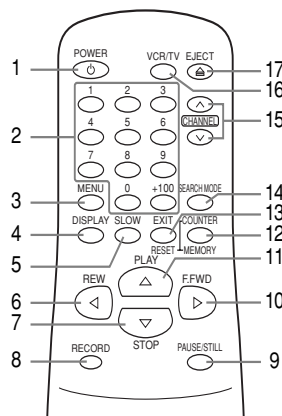 POWER
VCR/TV EJECT
1
17
16
1 2 3
2
4 5 6
CHANNEL
15
7 8 9
MENU 0 +100 SEARCH MODE
3
14
13
DISPLAY SLOW EXIT COUNTER
4
12
RESET MEMORY
5
11
PLAY
REW F.FWD
6
10
7
STOP
RECORD PAUSE/STILL
8
9